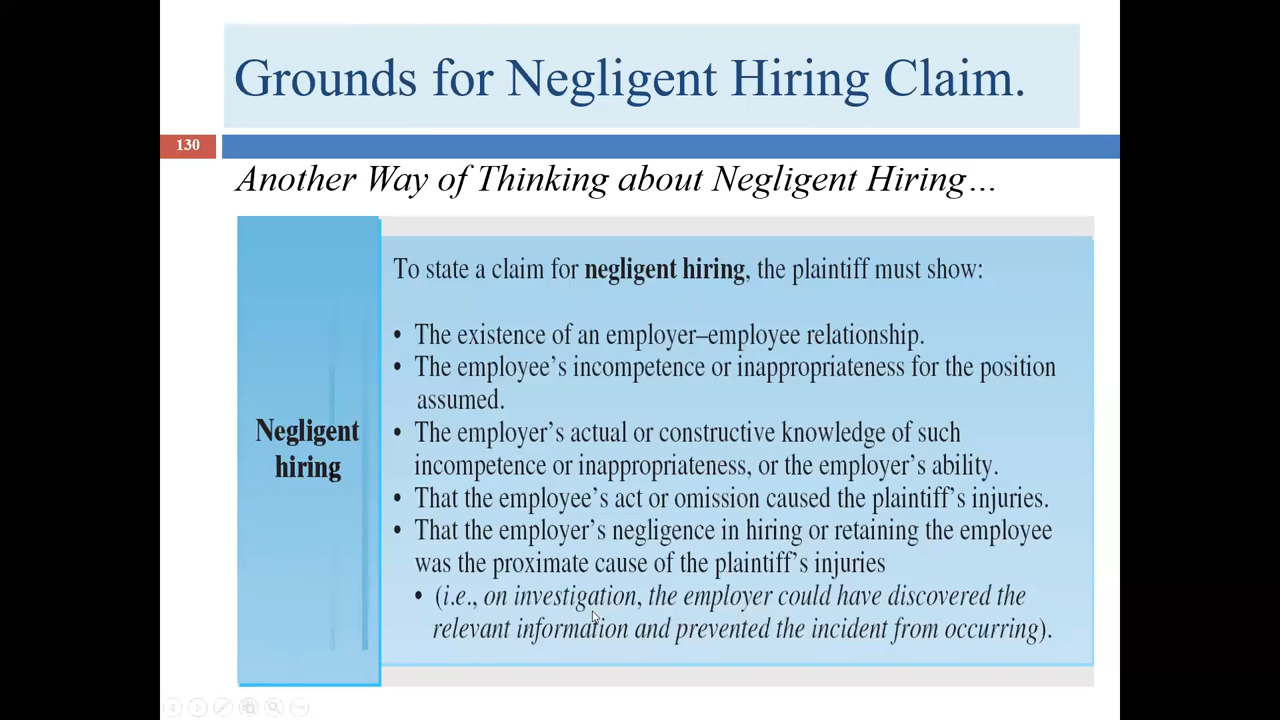 Grounds for Negligent Hiring Claim.
130
Another Way of Thinking about Negligent Hiring…
Negligent
hiring
To state a claim for negligent hiring, the plaintiff must show:
• The existence of an employer–employee relationship.
• The employee's incompetence or inappropriateness for the position
assumed.
• The employer's actual or constructive knowledge of such
incompetence or inappropriateness, or the employer's ability.
• That the employee's act or omission caused the plaintiff's injuries.
• That the employer's negligence in hiring or retaining the employee
was the proximate cause of the plaintiff's injuries
• (i.e., on investigation, the employer could have discovered the
relevant information and prevented the incident from occurring).